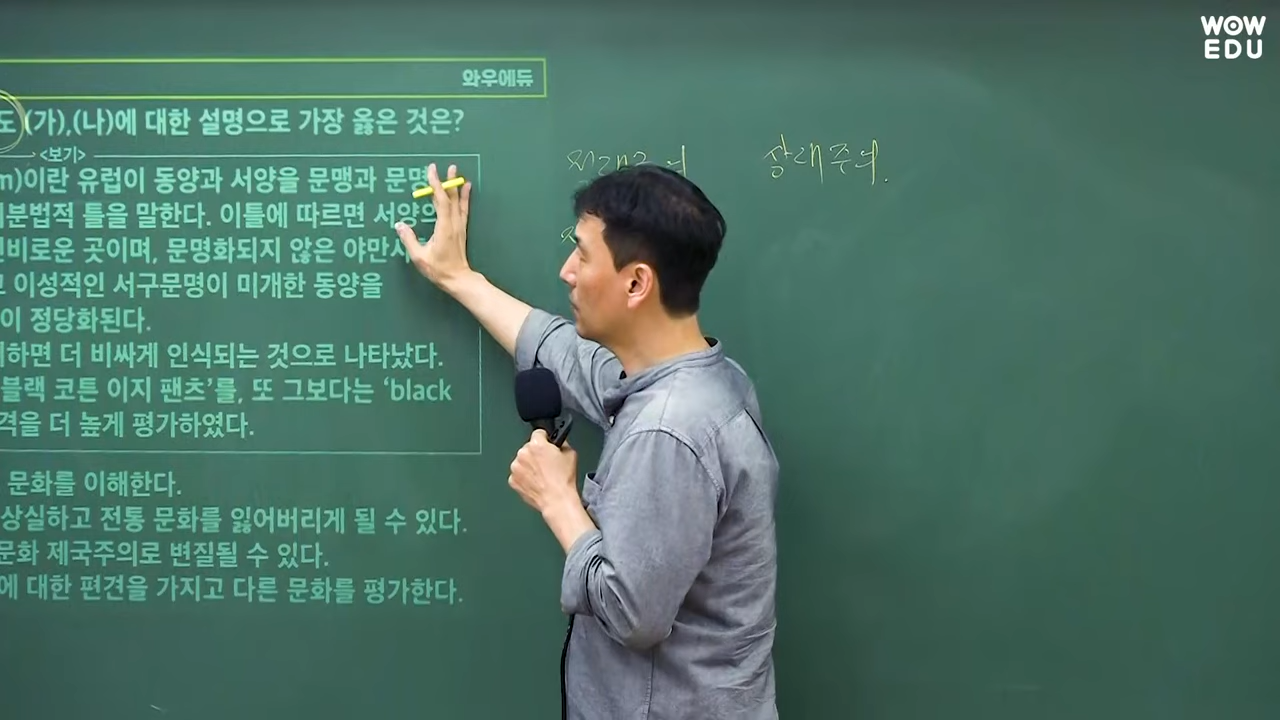 WOW
EDU
와우에듀
도 (가),(나)에 대한 설명으로 가장 옳은 것은?
<보기>
m)이란 유럽이 동양과 서양을 문맹과 문명
분법적 틀을 말한다. 이틀에 따르면 서양의
비로운 곳이며, 문명화되지 않은 야만사
이성적인 서구문명이 미개한 동양을
이 정당화된다.
하면 더 비싸게 인식되는 것으로 나타났다.
블랙 코튼 이지 팬츠’를, 또 그보다는 ‘black
격을 더 높게 평가하였다.
문화를 이해한다.
상실하고 전통 문화를 잃어버리게 될 수 있다.
문화 제국주의로 변질될 수 있다.
에 대한 편견을 가지고 다른 문화를 평가한다.
상대주의.